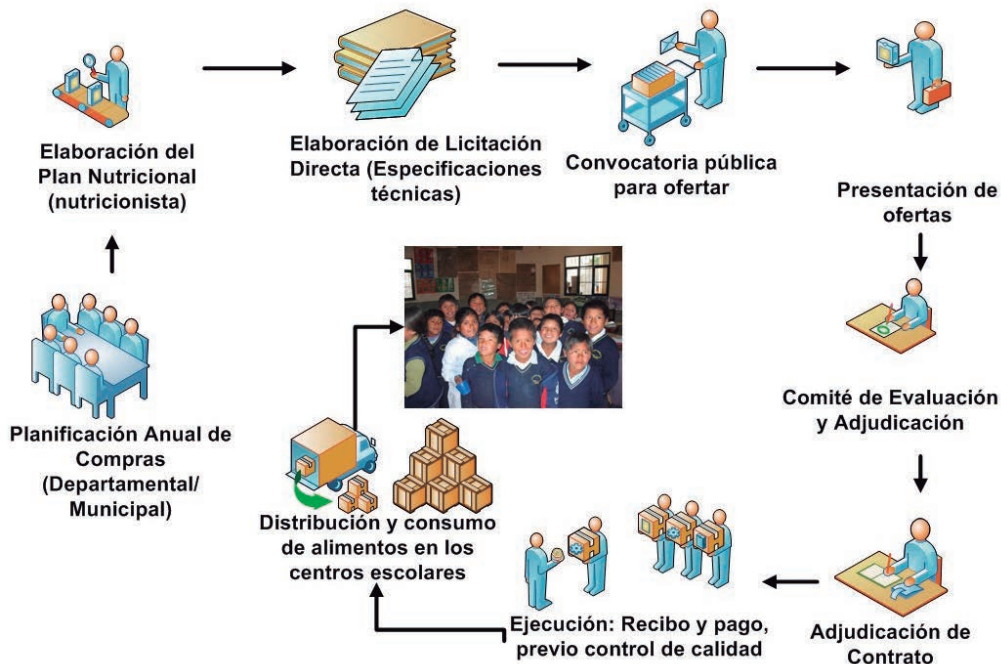 Elaboración del
Plan Nutricional
(nutricionista)
Elaboración de Licitación
Directa (Especificaciones
técnicas)
Convocatoria pública
para ofertar
Presentación de
ofertas
Comité de Evaluación
y Adjudicación
Adjudicación de
Contrato
Ejecución: Recibo y pago,
previo control de calidad
Distribución y consumo
de alimentos en los
centros escolares
Planificación Anual de
Compras
(Departamental/
Municipal)